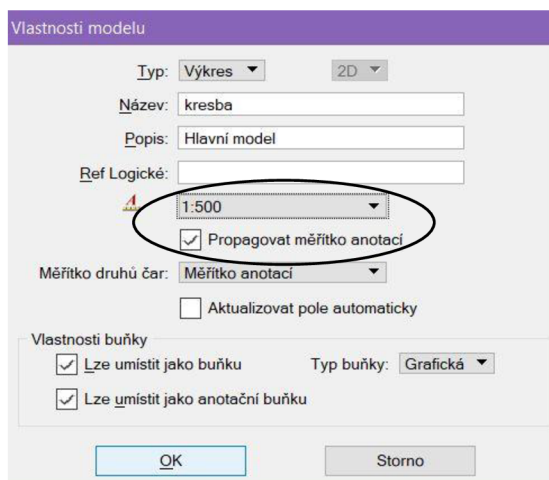 Vlastnosti modelu
Typ: Výkres 2D
Název: kresba
Popis: Hlavní model
Ref Logické:
1:500
Propagovat měřítko anotací
Měřítko druhů čar: Měřítko anotací
Aktualizovat pole automaticky
Vlastnosti buňky
Lze umístit jako buňku Typ buňky: Grafická
Lze umístit jako anotační buňku
OK Storno